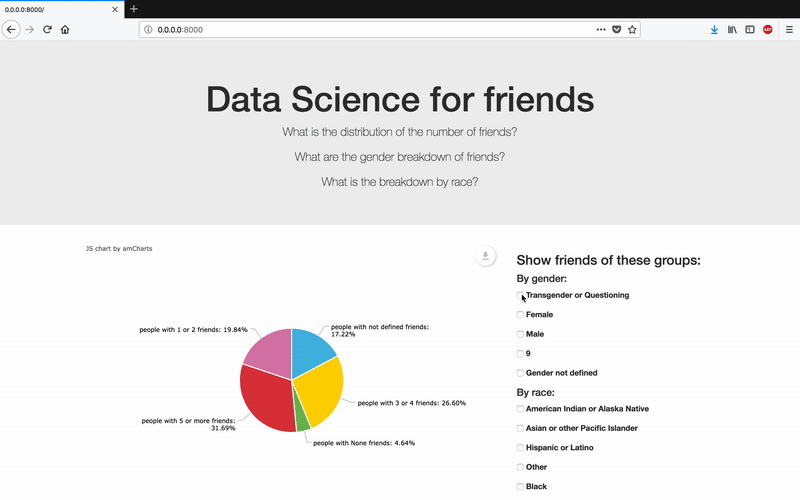 0.0.0.0:8000/
0.0.0.0:8000
ABP
Data Science for friends
What is the distribution of the number of friends?
What are the gender breakdown of friends?
What is the breakdown by race?
JS chart by amCharts
people with 1 or 2 friends: 19.84%
people with not defined friends:
17.22%
people with 3 or 4 friends: 26.60%
people with 5 or more friends:
31.69%
people with None friends: 4.64%
Show friends of these groups:
By gender:
Transgender or Questioning
Female
Male
9
Gender not defined
By race:
American Indian or Alaska Native
Asian or other Pacific Islander
Hispanic or Latino
Other
Black